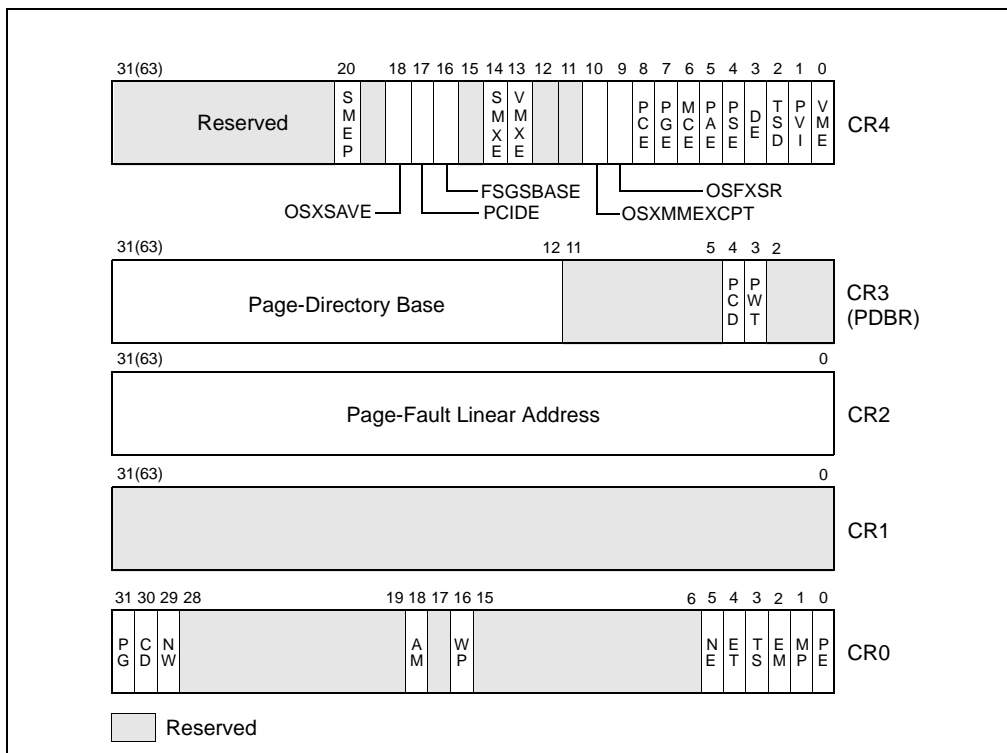 31(63) 20 18 17 16 15 14 13 12 11 10 9 8 7 6 5 4 3 2 1 0
Reserved SMEP SMXE VMXE PCE PGE MCE PAE PSE DE TSD PVI VME CR4
FSGSBASE OSFXSR
OSXSAVE PCIDE OSXMMEXCPT
31(63) 12 11 5 4 3 2
Page-Directory Base PCD PWT CR3
(PDBR)
31(63) 0
Page-Fault Linear Address CR2
31(63) 0
CR1
31 30 29 28 19 18 17 16 15 6 5 4 3 2 1 0
PG CD NW AM WP NE ET TS EM MP PE CR0
Reserved